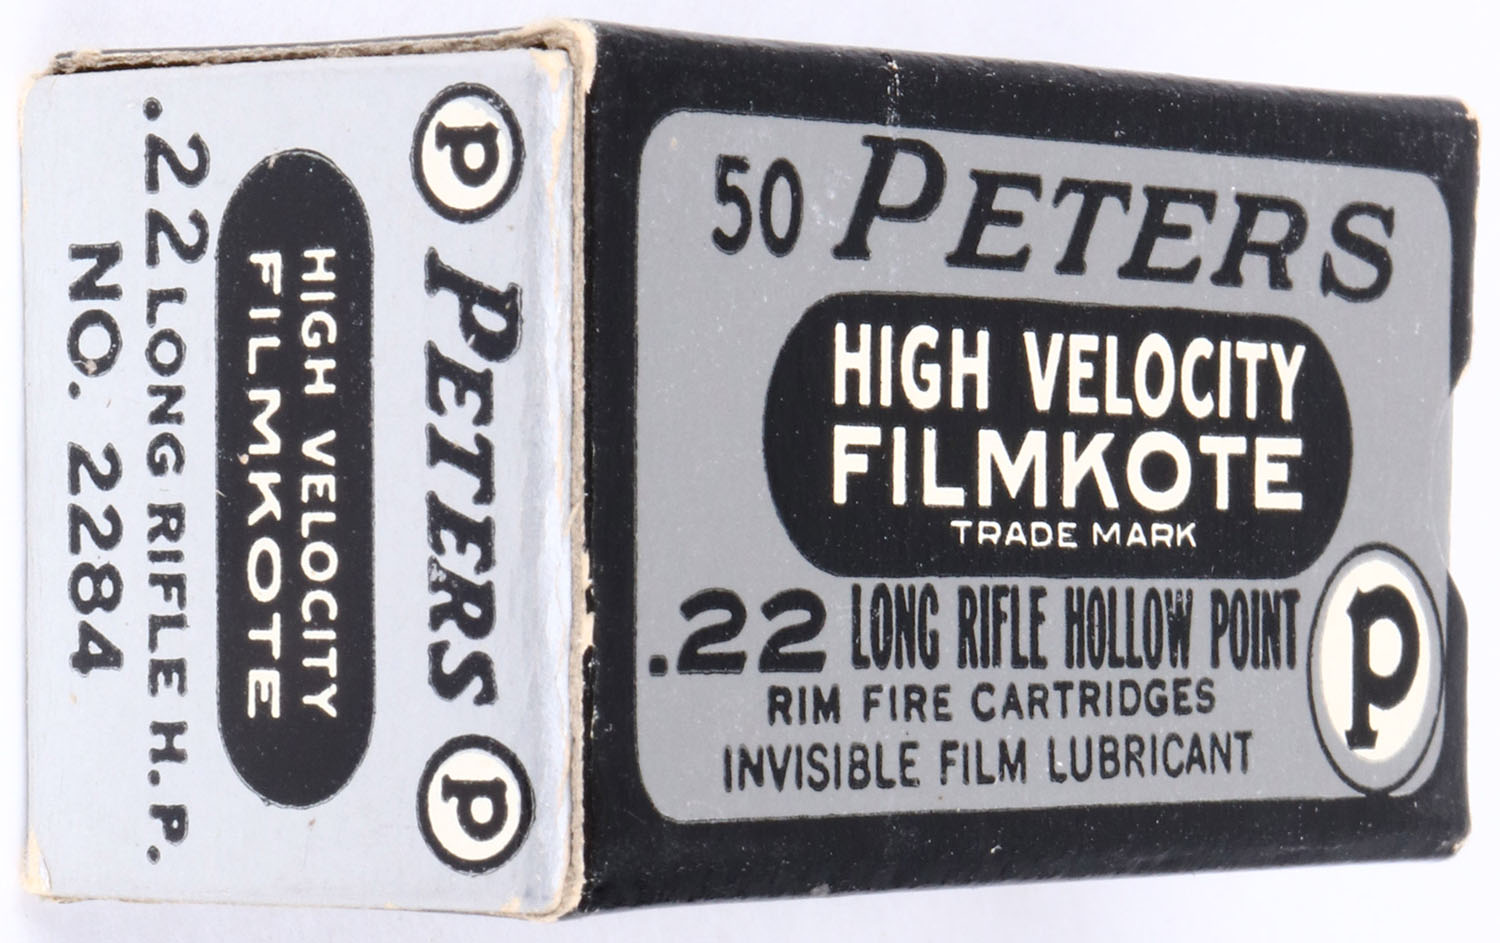 50 PETERS
HIGH VELOCITY
FILMKOTE
TRADE MARK
.22 LONG RIFLE HOLLOW POINT
RIM FIRE CARTRIDGES
INVISIBLE FILM LUBRICANT
P
P PETERS P
HIGH VELOCITY
FILMKOTE
.22 LONG RIFLE H.P.
NO. 2284